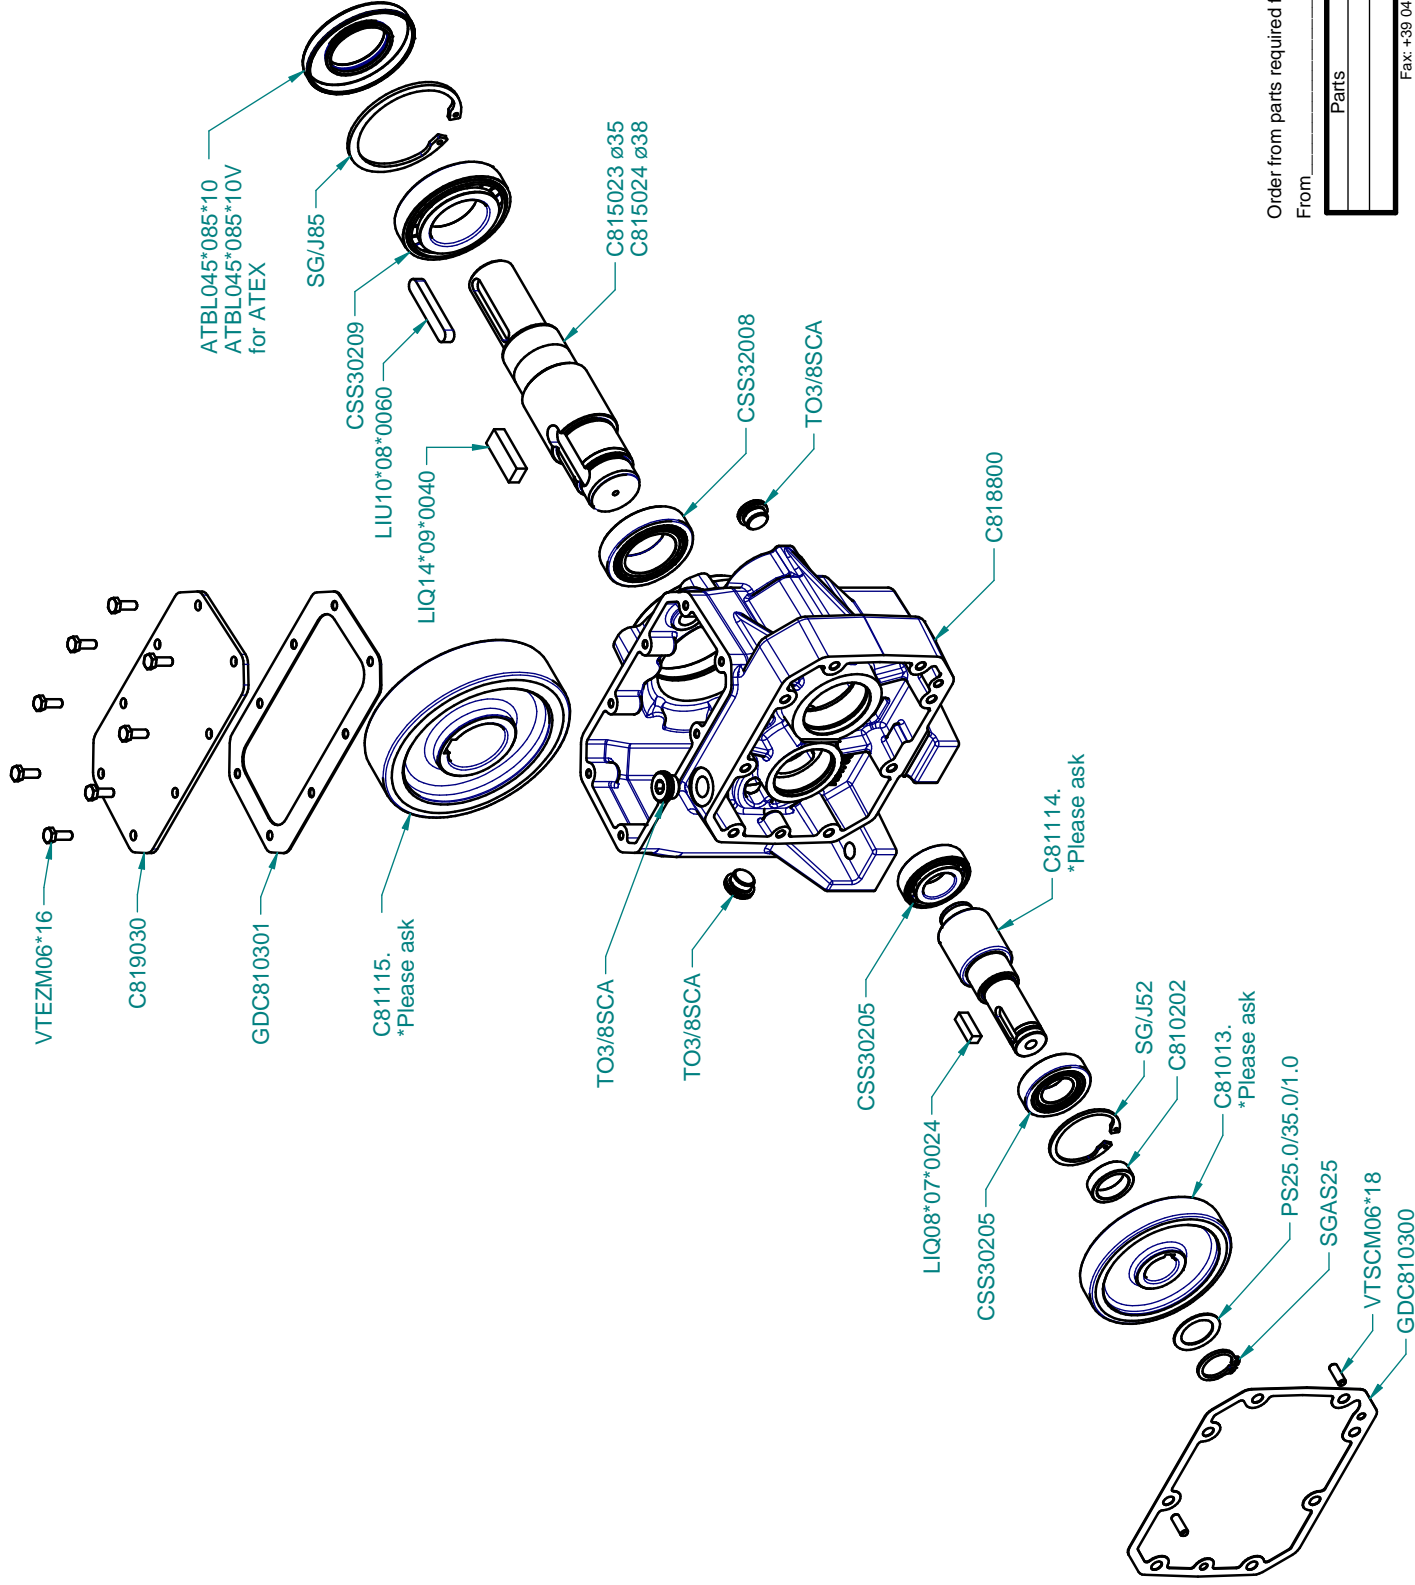 ATBL045*085*10
ATBL045*085*10V
for ATEX
SG/J85
CSS30209
LIU10*08*0060
LIQ14*09*0040
C815023 ø35
C815024 ø38
CSS32008
TO3/8SCA
C818800
VTEZM06*16
C819030
GDC810301
C81115.
*Please ask
TO3/8SCA
TO3/8SCA
CSS30205
C81114.
*Please ask
LIQ08*07*0024
CSS30205
SG/J52
C810202
C81013.
*Please ask
PS25.0/35.0/1.0
SGAS25
VTSCM06*18
GDC810300
Order from parts required
From
Parts
Fax: +39 04